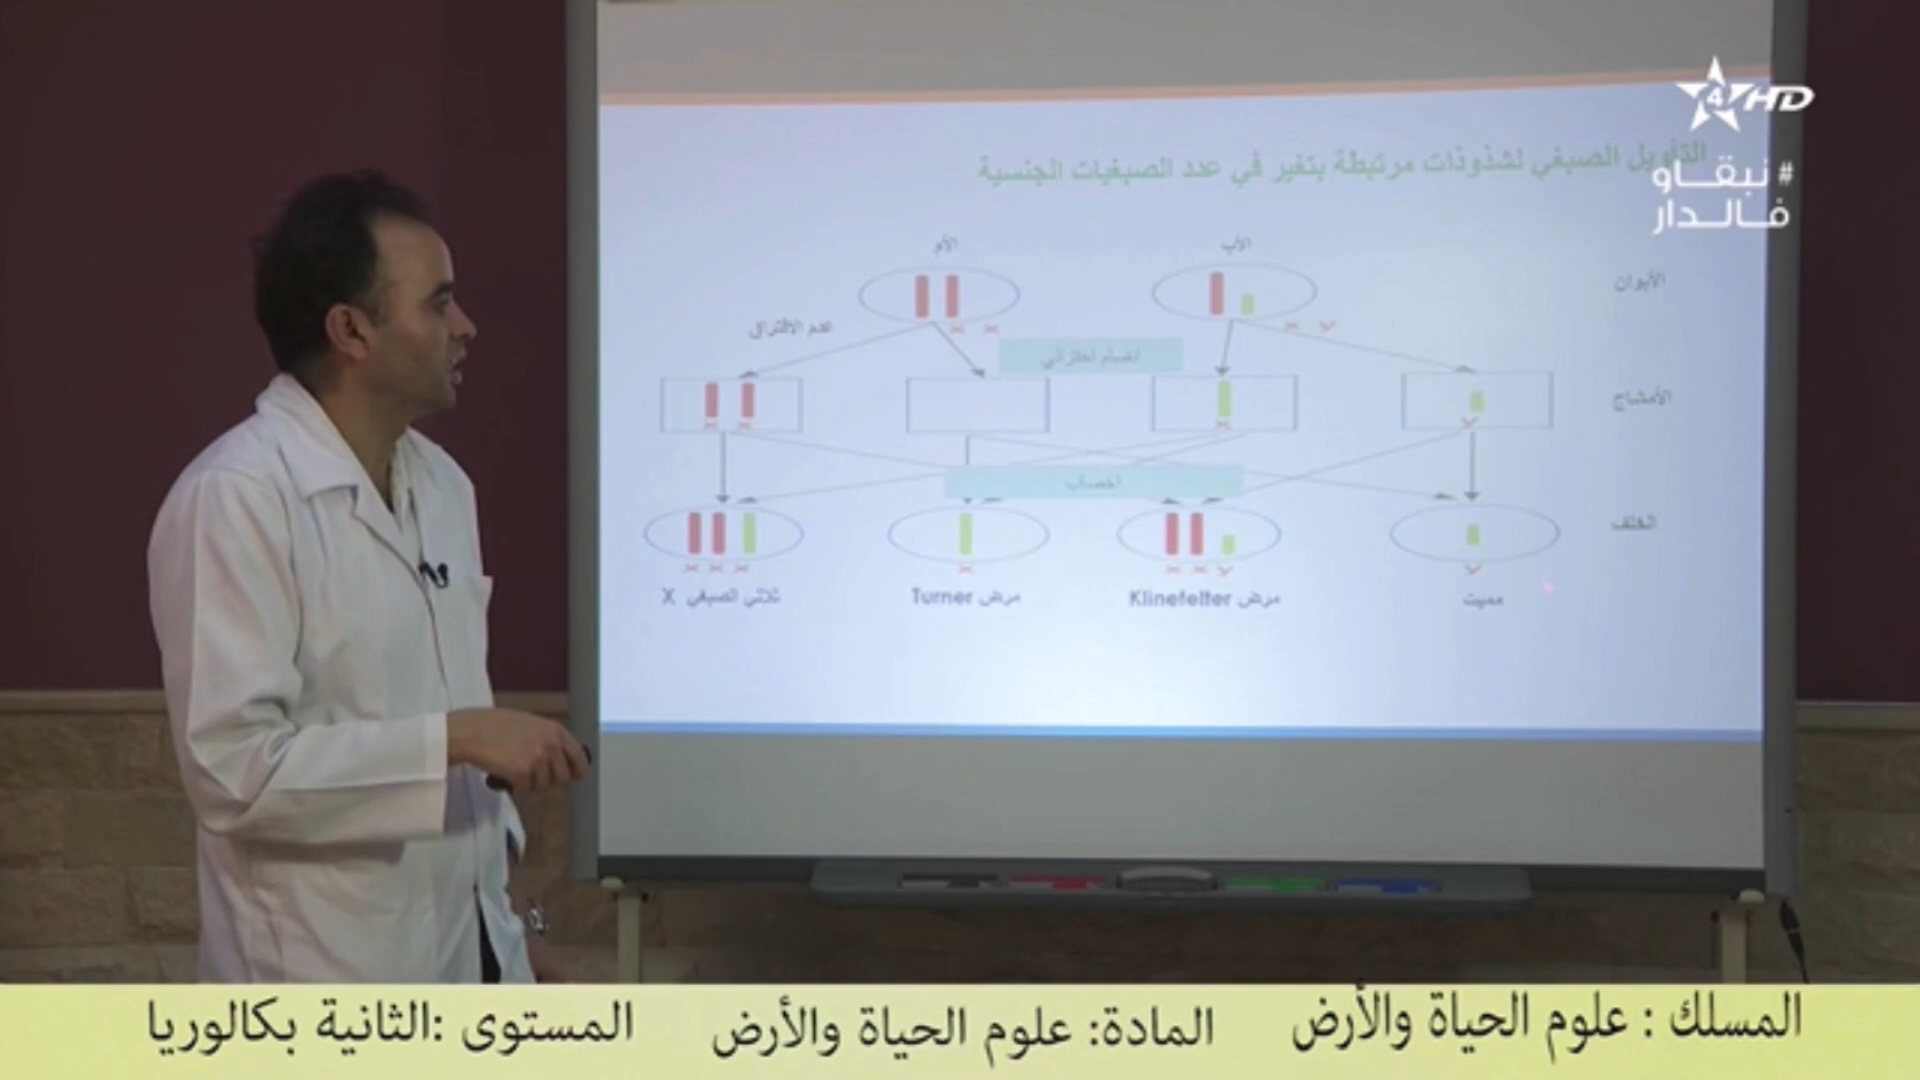 4 HD
#نبقاو
فالدار
التأويل الصبغي لشذوذات مرتبطة بتغير في عدد الصبغيات الجنسية
الأم
الأب
الأبوان
عدم الافتراق
X X
X Y
انقسام اختزالي
الأمشاج
X X
X
Y
اخصاب
الخلف
X X X
X
X X Y
Y
ثلاثي الصبغي X
مرض Turner
مرض Klinefelter
مميت
المسلك : علوم الحياة والأرض
المادة: علوم الحياة والأرض
المستوى :الثانية بكالوريا